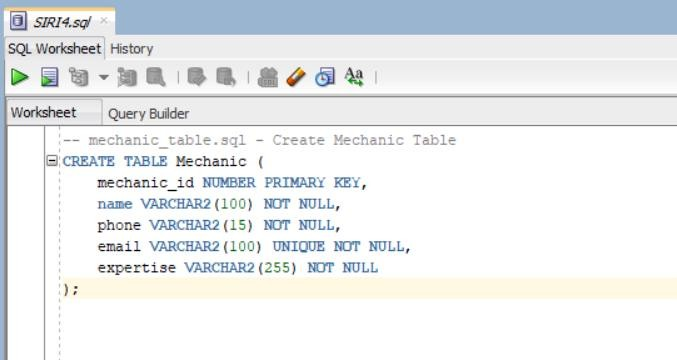 SIRI4.sql
SQL Worksheet History
Aa
Worksheet Query Builder
-- mechanic_table.sql - Create Mechanic Table
CREATE TABLE Mechanic (
mechanic_id NUMBER PRIMARY KEY,
name VARCHAR2(100) NOT NULL,
phone VARCHAR2(15) NOT NULL,
email VARCHAR2(100) UNIQUE NOT NULL,
expertise VARCHAR2(255) NOT NULL
);